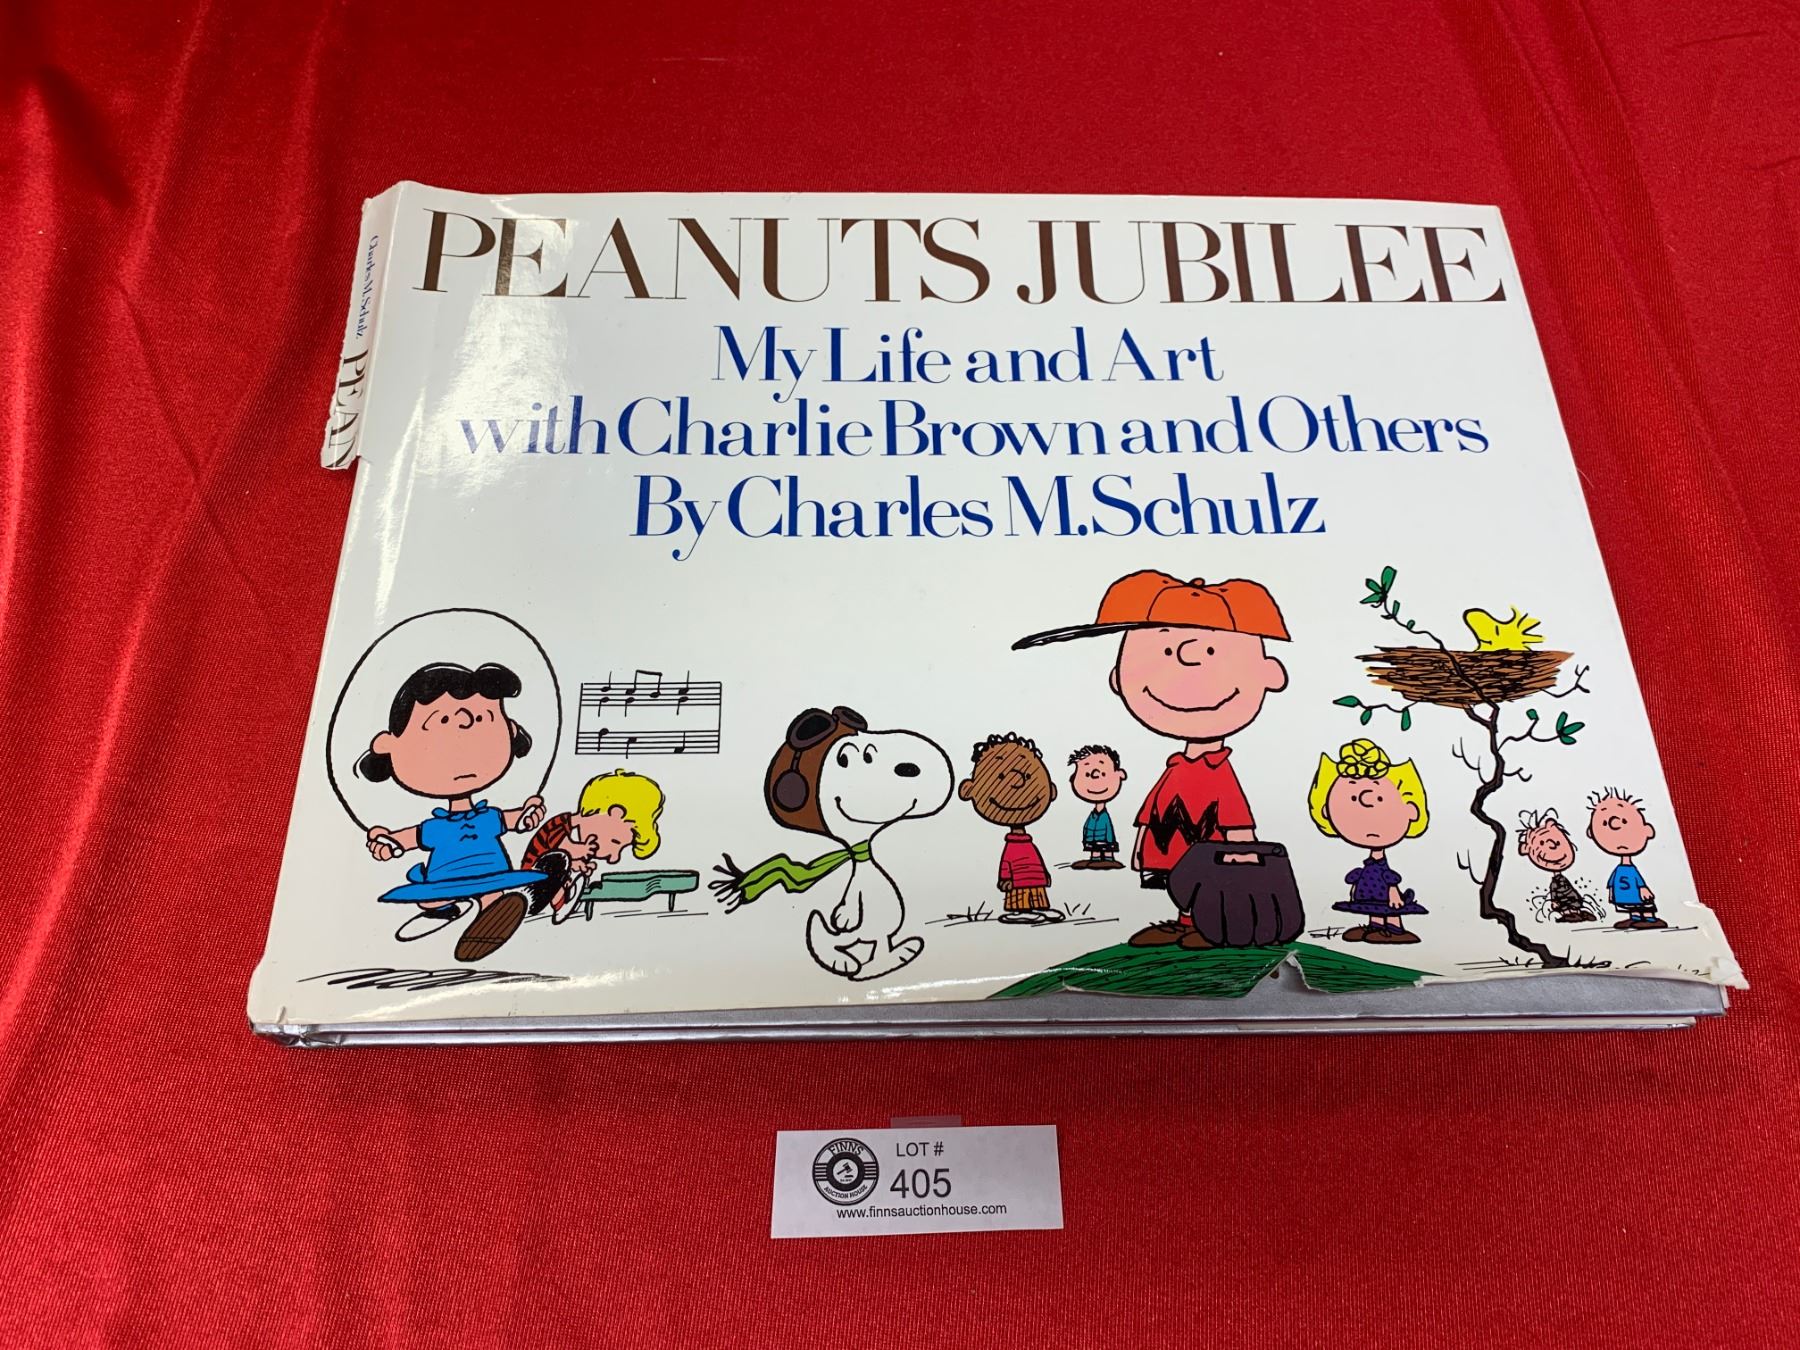 PEANUTS JUBILEE
My Life and Art
with Charlie Brown and Others
By Charles M. Schulz
Charles M. Schulz PEAN
S
FINNS
AUCTION HOUSE
LOT #
405
www.finnsauctionhouse.com